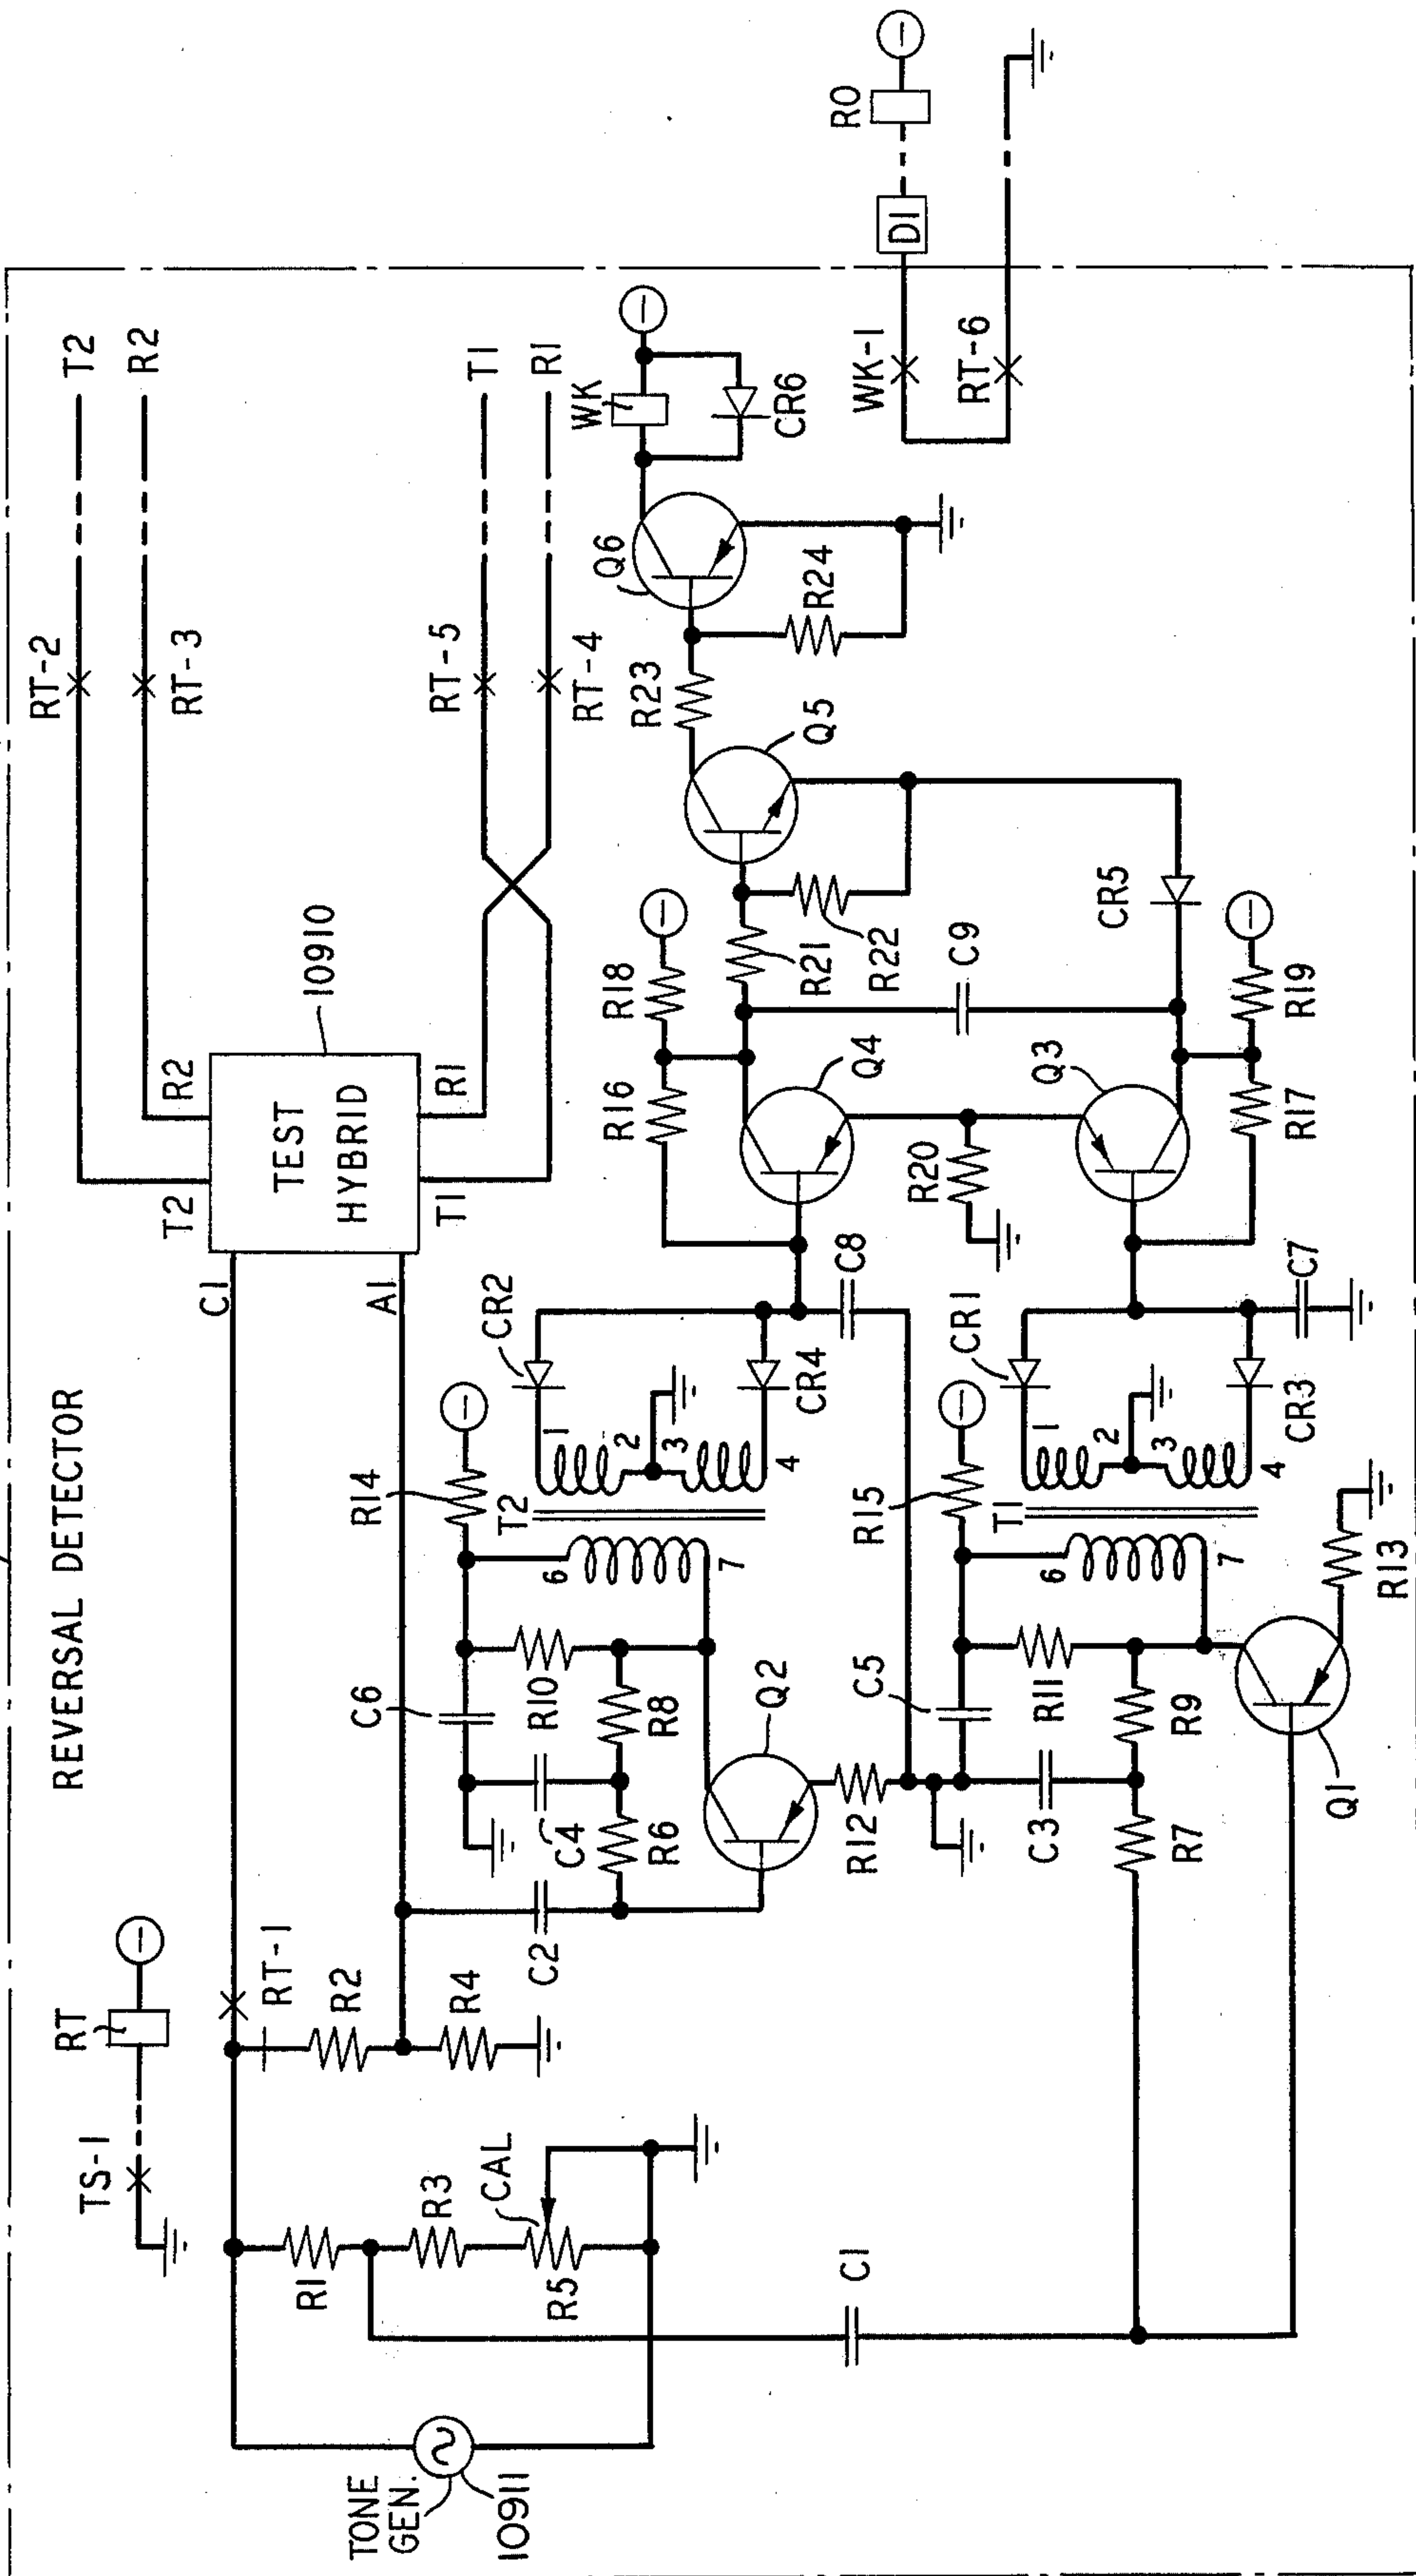 REVERSAL DETECTOR
TONE
GEN.
10911
TS-1
RT
RT-1
R1
R3
CAL
R5
R2
R4
C1
C1
A1
T2
R2
TEST
HYBRID
T1
R1
10910
RT-2
T2
RT-3
R2
RT-5
T1
RT-4
R1
C6
R14
C4
R10
C2
R6
R8
T2
6
7
1
2
3
4
CR2
CR4
Q2
R12
C8
R16
R18
Q4
R21
R22
R20
C9
Q5
R23
Q6
R24
WK
CR6
WK-1
RT-6
D1
RO
C5
R15
C3
R11
R7
R9
T1
6
7
1
2
3
4
CR1
CR3
C7
Q3
R17
R19
CR5
Q1
R13